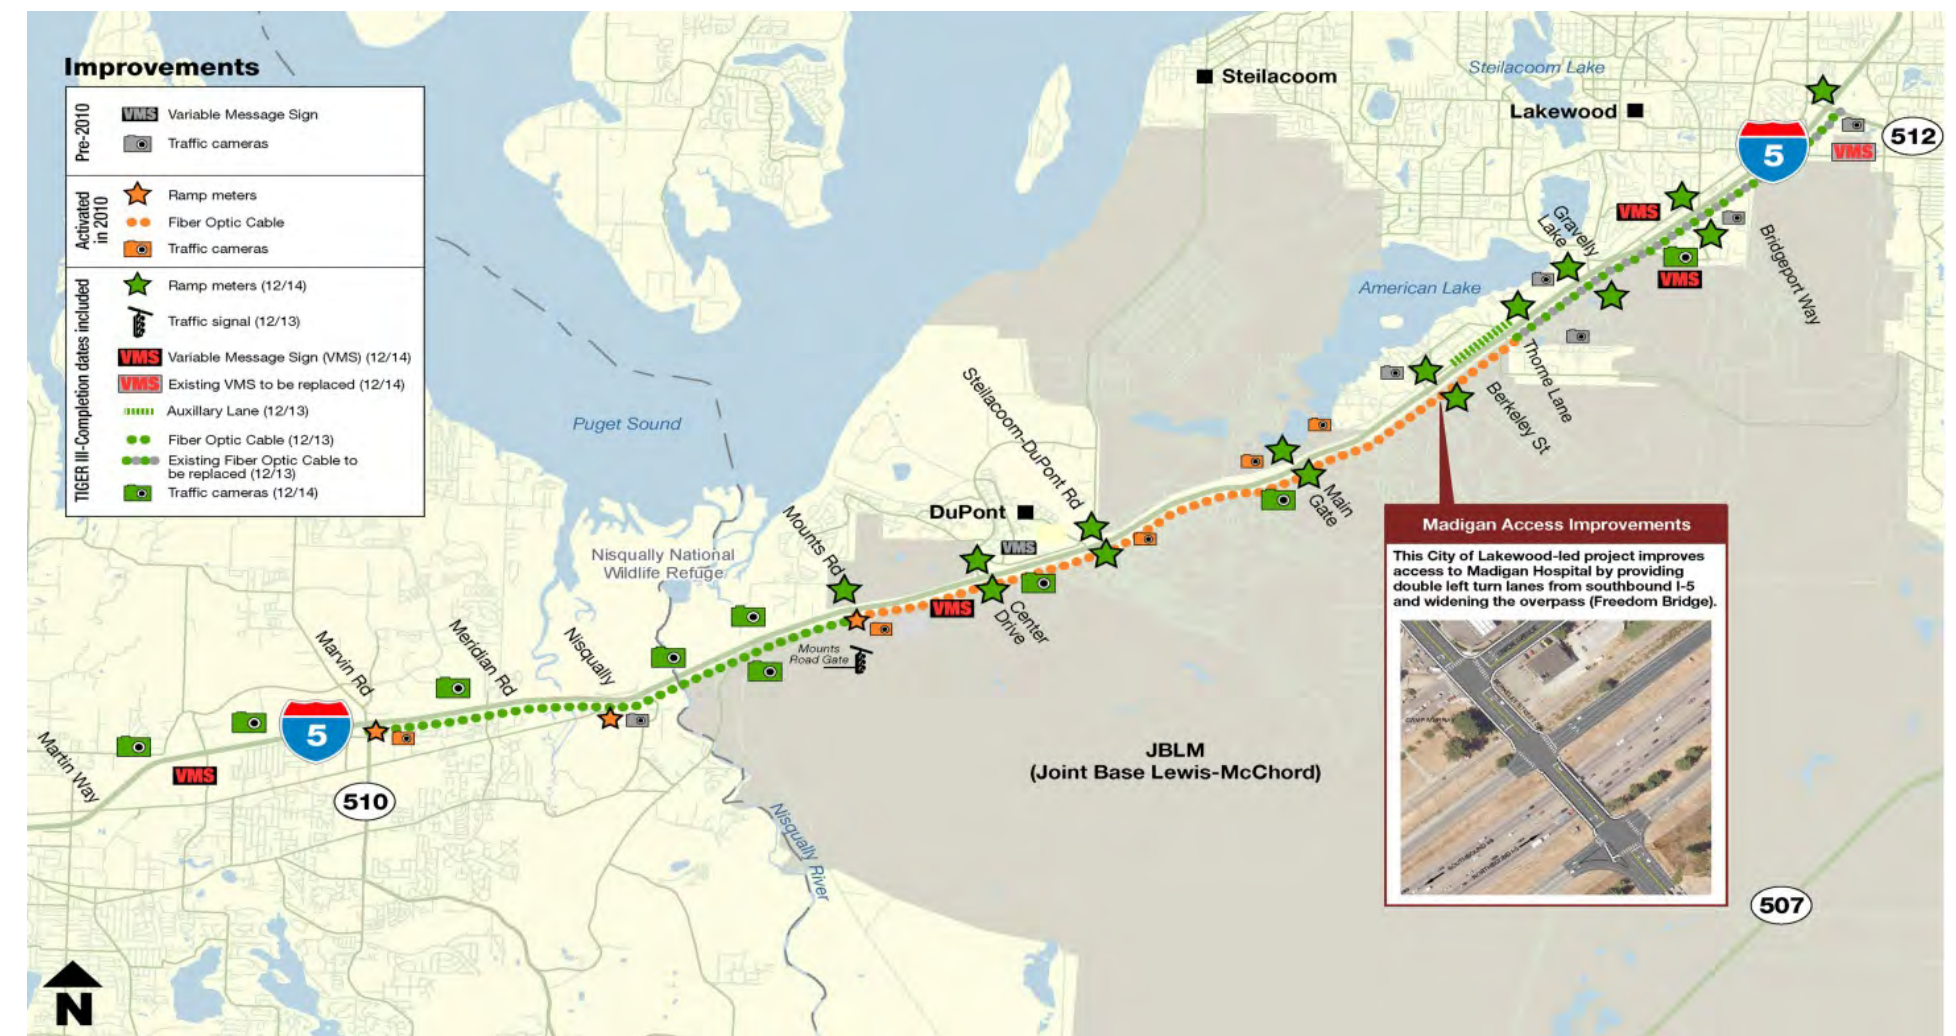 Improvements
Pre-2010
VMS Variable Message Sign
Traffic cameras
Activated
in 2010
Ramp meters
Fiber Optic Cable
Traffic cameras
TIGER III-Completion dates included
Ramp meters (12/14)
Traffic signal (12/13)
VMS Variable Message Sign (VMS) (12/14)
VMS Existing VMS to be replaced (12/14)
Auxillary Lane (12/13)
Fiber Optic Cable (12/13)
Existing Fiber Optic Cable to
be replaced (12/13)
Traffic cameras (12/14)
Steilacoom
Steilacoom Lake
Lakewood
5
512
VMS
VMS
VMS
Gravelly
Lake
Bridgeport Way
American Lake
Thorne Lane
Berkeley St
Puget Sound
Steilacoom-DuPont Rd
Main
Gate
DuPont
VMS
Mounts Rd
Nisqually National
Wildlife Refuge
VMS
Center
Drive
Mounts
Road Gate
Nisqually
Meridian Rd
Marvin Rd
Martin Way
5
VMS
510
Nisqually River
JBLM
(Joint Base Lewis-McChord)
Madigan Access Improvements
This City of Lakewood-led project improves
access to Madigan Hospital by providing
double left turn lanes from southbound I-5
and widening the overpass (Freedom Bridge).
CAMP MURRAY
SOUTHBOUND I-5
NORTHBOUND I-5
507
N